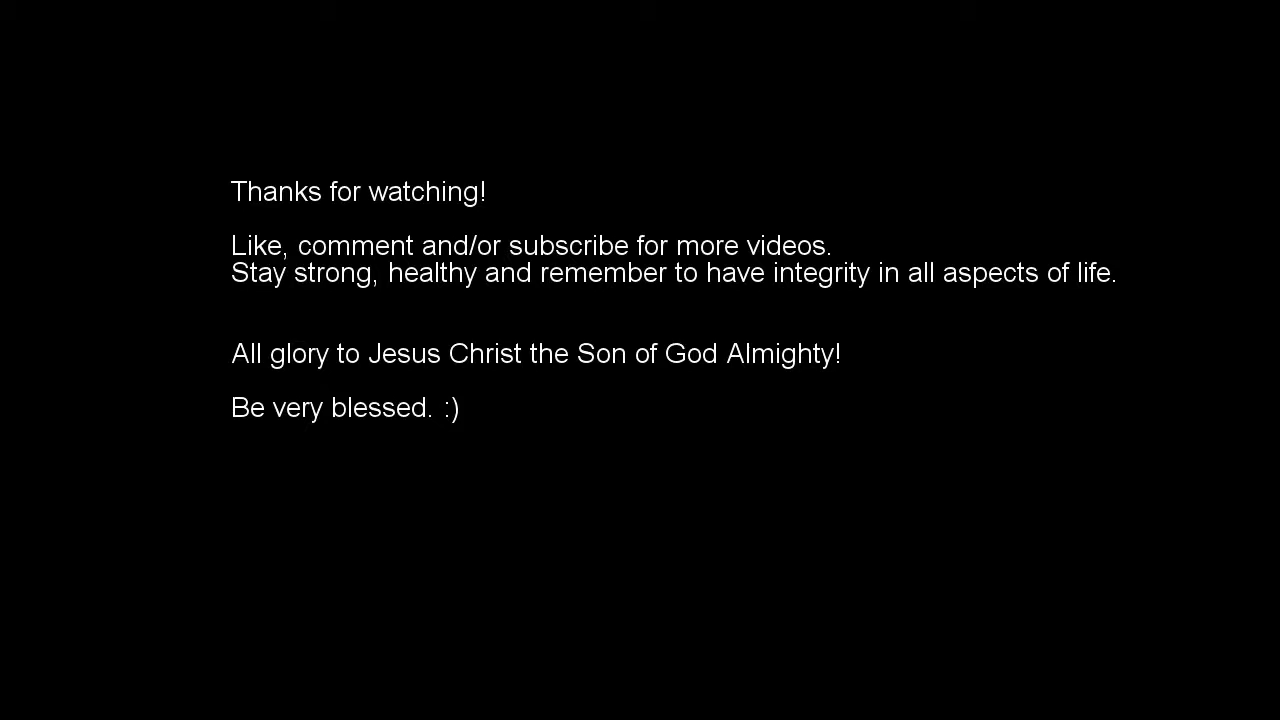 Thanks for watching!
Like, comment and/or subscribe for more videos.
Stay strong, healthy and remember to have integrity in all aspects of life.
All glory to Jesus Christ the Son of God Almighty!
Be very blessed. :)